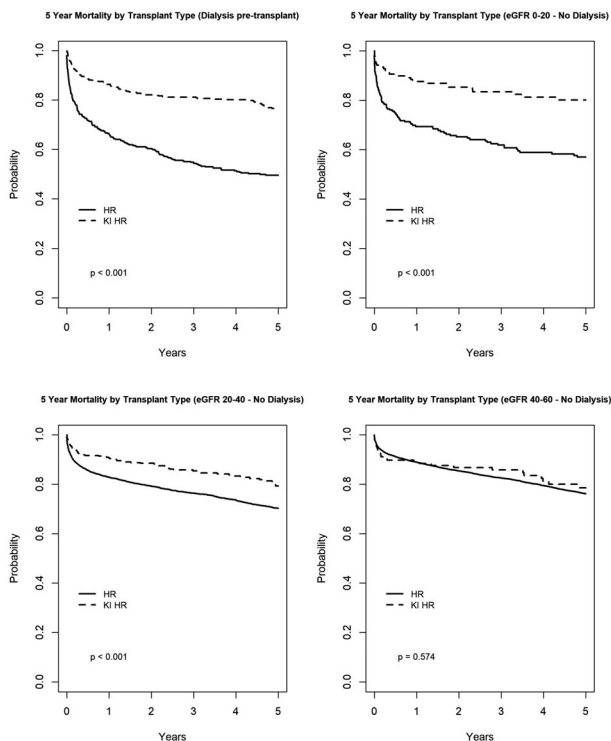 5 Year Mortality by Transplant Type (Dialysis pre-transplant)
Probability
1.0
0.8
0.6
0.4
0.2
0.0
HR
KI HR
p < 0.001
0 1 2 3 4 5
Years
5 Year Mortality by Transplant Type (eGFR 0-20 - No Dialysis)
Probability
1.0
0.8
0.6
0.4
0.2
0.0
HR
KI HR
p < 0.001
0 1 2 3 4 5
Years
5 Year Mortality by Transplant Type (eGFR 20-40 - No Dialysis)
Probability
1.0
0.8
0.6
0.4
0.2
0.0
HR
KI HR
p < 0.001
0 1 2 3 4 5
Years
5 Year Mortality by Transplant Type (eGFR 40-60 - No Dialysis)
Probability
1.0
0.8
0.6
0.4
0.2
0.0
HR
KI HR
p = 0.574
0 1 2 3 4 5
Years